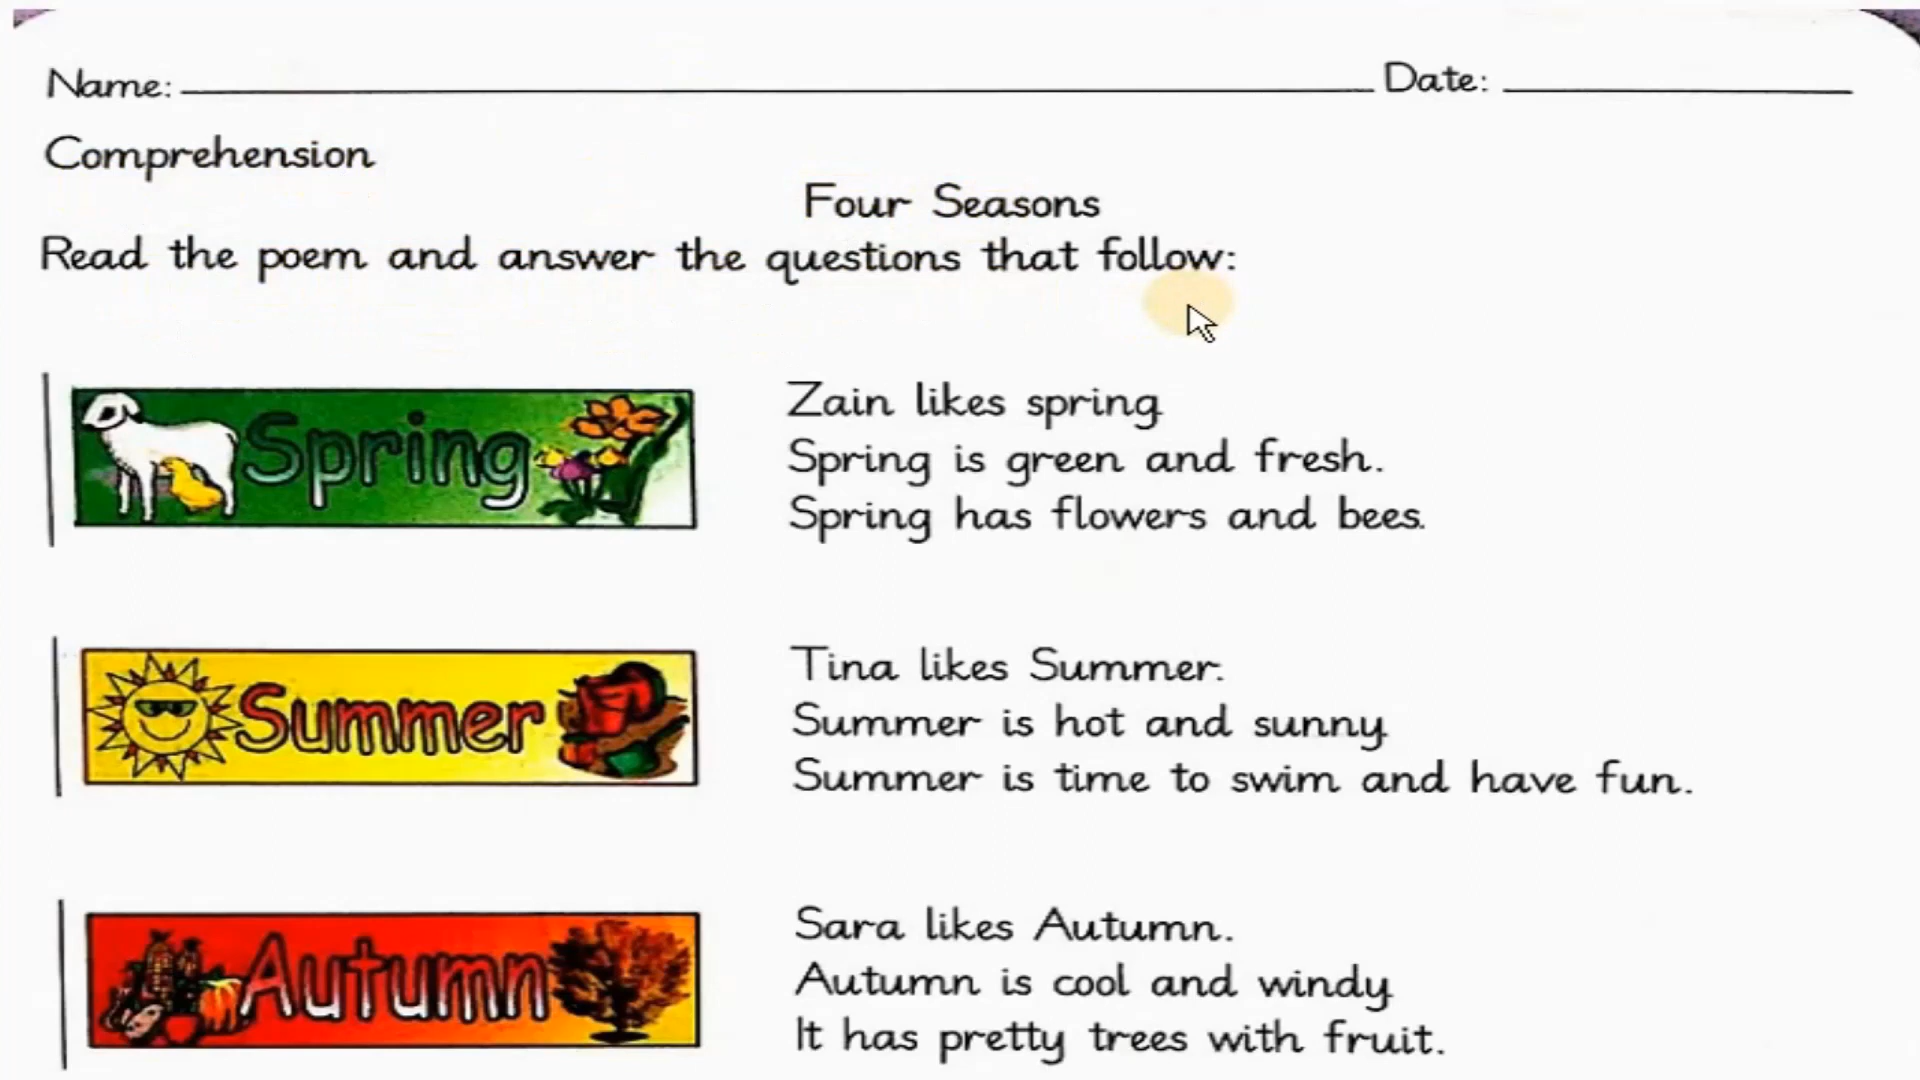 Name: Date:
Comprehension
Four Seasons
Read the poem and answer the questions that follow:
Spring
Zain likes spring
Spring is green and fresh.
Spring has flowers and bees.
Summer
Tina likes Summer.
Summer is hot and sunny
Summer is time to swim and have fun.
Autumn
Sara likes Autumn.
Autumn is cool and windy
It has pretty trees with fruit.